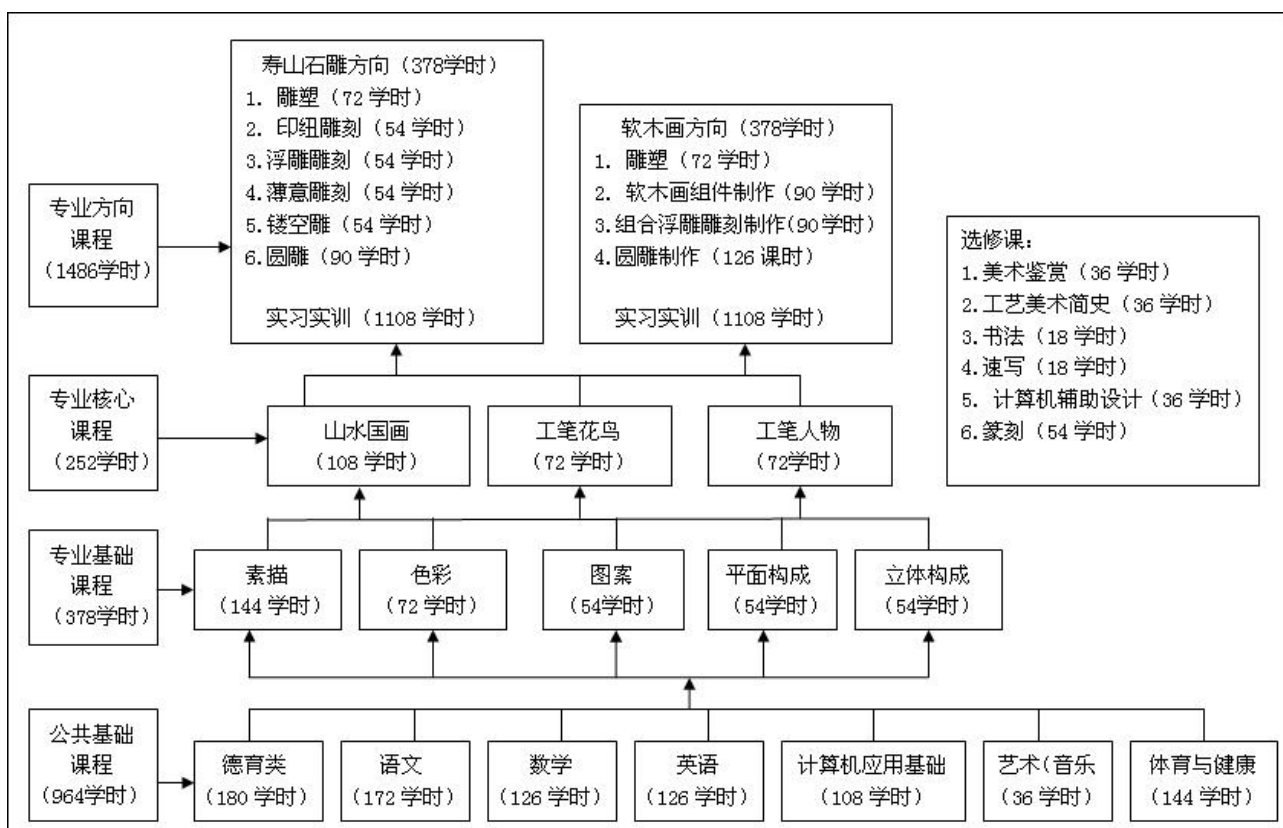 寿山石雕方向（378学时）
1. 雕塑（72 学时）
2. 印纽雕刻（54 学时）
3.浮雕雕刻（54 学时）
4.薄意雕刻（54 学时）
5.镂空雕（54 学时）
6.圆雕（90 学时）
实习实训（1108 学时）
软木画方向（378学时）
1. 雕塑（72 学时）
2. 软木画组件制作（90 学时）
3.组合浮雕雕刻制作(90 学时）
4.圆雕制作（126 课时）
实习实训（1108 学时）
专业方向
课程
(1486学时)
选修课：
1.美术鉴赏（36 学时）
2.工艺美术简史（36 学时）
3.书法（18 学时）
4.速写（18 学时）
5. 计算机辅助设计（36 学时）
6.篆刻（54 学时）
专业核心
课程
(252学时)
山水国画
（108 学时）
工笔花鸟
（72 学时）
工笔人物
（72学时）
专业基础
课程
（378学时）
素描
（144 学时）
色彩
（72 学时）
图案
（54学时）
平面构成
（54学时）
立体构成
（54学时）
公共基础
课程
(964学时)
德育类
（180 学时）
语文
（172 学时）
数学
（126 学时）
英语
（126 学时）
计算机应用基础
（108 学时）
艺术(音乐
（36 学时）
体育与健康
（144 学时）